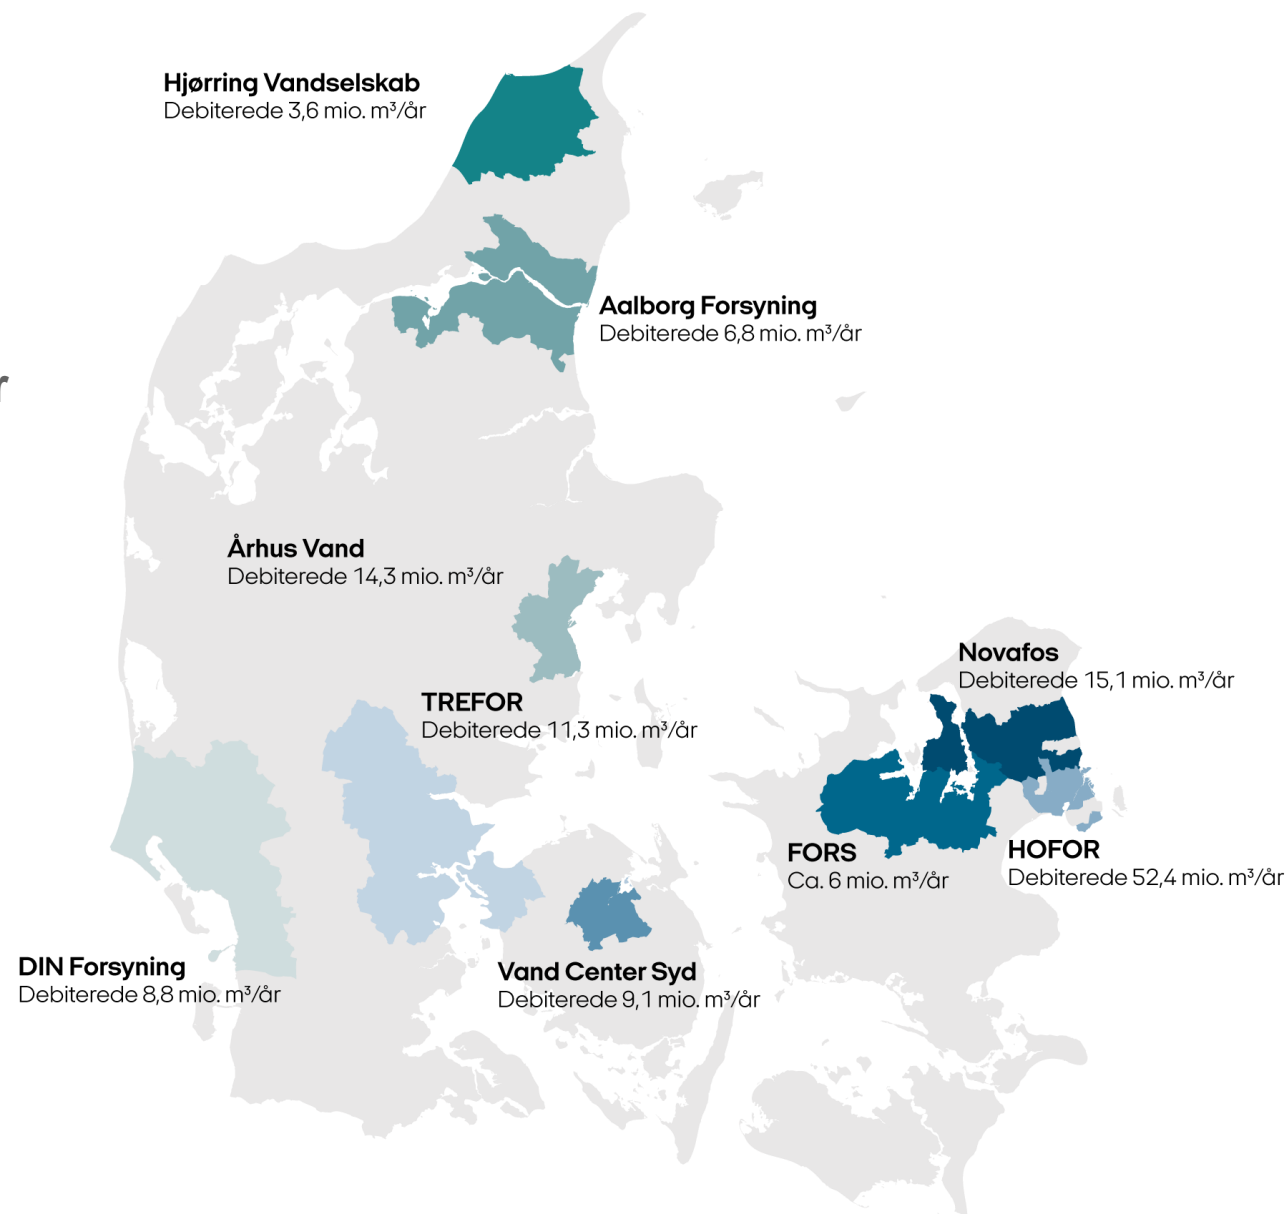 Hjørring Vandselskab
Debiterede 3,6 mio. m³/år
Aalborg Forsyning
Debiterede 6,8 mio. m³/år
Århus Vand
Debiterede 14,3 mio. m³/år
Novafos
Debiterede 15,1 mio. m³/år
TREFOR
Debiterede 11,3 mio. m³/år
FORS
Ca. 6 mio. m³/år
HOFOR
Debiterede 52,4 mio. m³/år
DIN Forsyning
Debiterede 8,8 mio. m³/år
Vand Center Syd
Debiterede 9,1 mio. m³/år